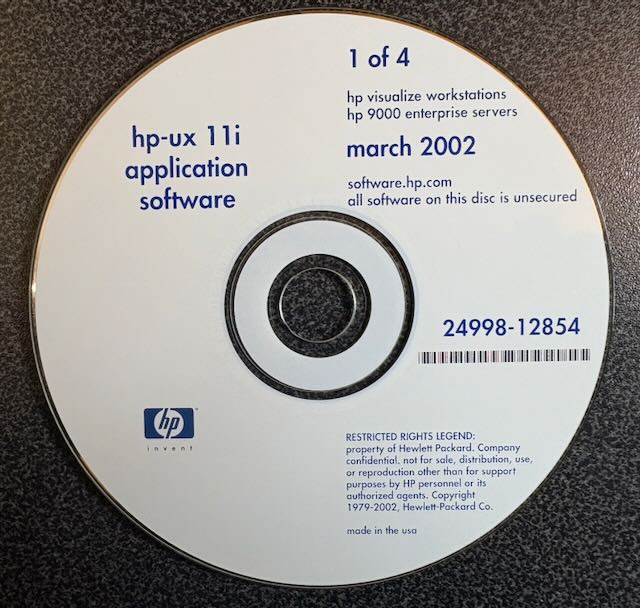 1 of 4
hp visualize workstations
hp 9000 enterprise servers
hp-ux 11i
application
software
march 2002
software.hp.com
all software on this disc is unsecured
24998-12854
hp
invent
RESTRICTED RIGHTS LEGEND:
property of Hewlett Packard. Company
confidential. not for sale, distribution, use,
or reproduction other than for support
purposes by HP personnel or its
authorized agents. Copyright
1979-2002, Hewlett-Packard Co.
made in the usa